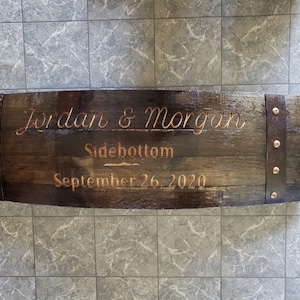 Jordan & Morgan
Sidebottom
September 26, 2020